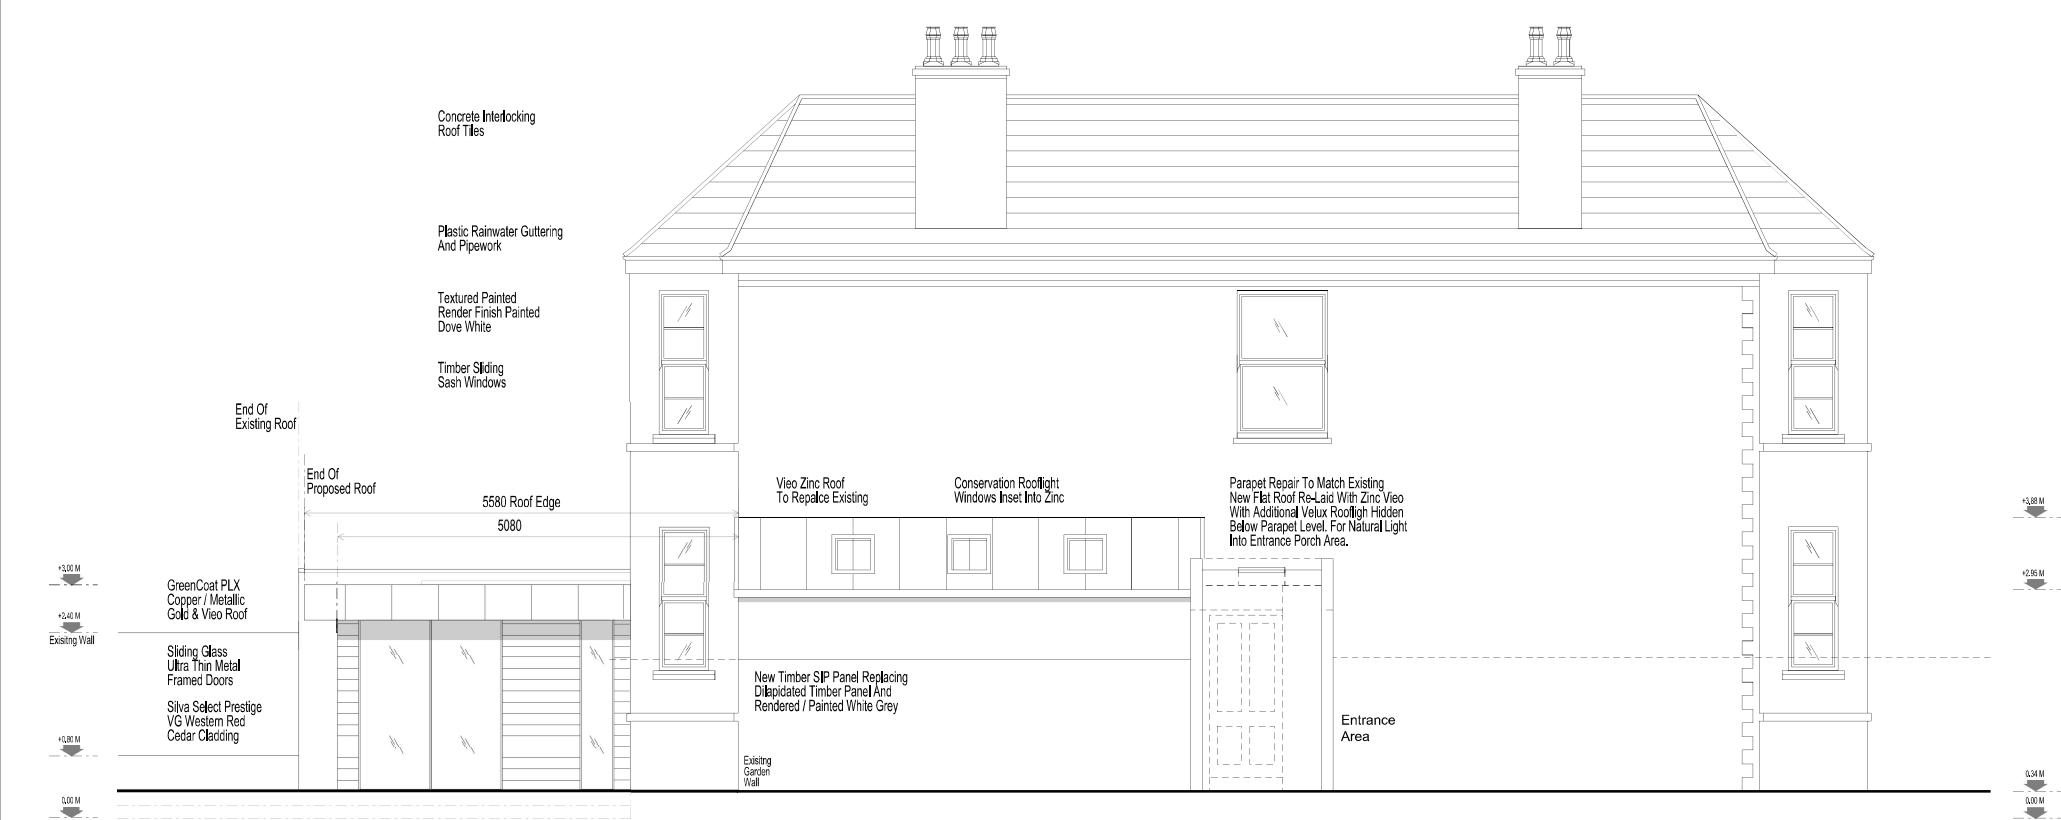 Concrete Interlocking
Roof Tiles
Plastic Rainwater Guttering
And Pipework
Textured Painted
Render Finish Painted
Dove White
Timber Sliding
Sash Windows
End Of
Existing Roof
End Of
Proposed Roof
5580 Roof Edge
5080
Vieo Zinc Roof
To Repalce Existing
Conservation Rooflight
Windows Inset Into Zinc
Parapet Repair To Match Existing
New Flat Roof Re-Laid With Zinc Vieo
With Additional Velux Roofligh Hidden
Below Parapet Level. For Natural Light
Into Entrance Porch Area.
+3,88 M
+3,00 M
+2.95 M
GreenCoat PLX
Copper / Metallic
Gold & Vieo Roof
+2.40 M
Exisitng Wall
Sliding Glass
Ultra Thin Metal
Framed Doors
Silva Select Prestige
VG Western Red
Cedar Cladding
New Timber SIP Panel Replacing
Dilapidated Timber Panel And
Rendered / Painted White Grey
Entrance
Area
+0,80 M
Exisitng
Garden
Wall
0.00 M
0.34 M
0.00 M